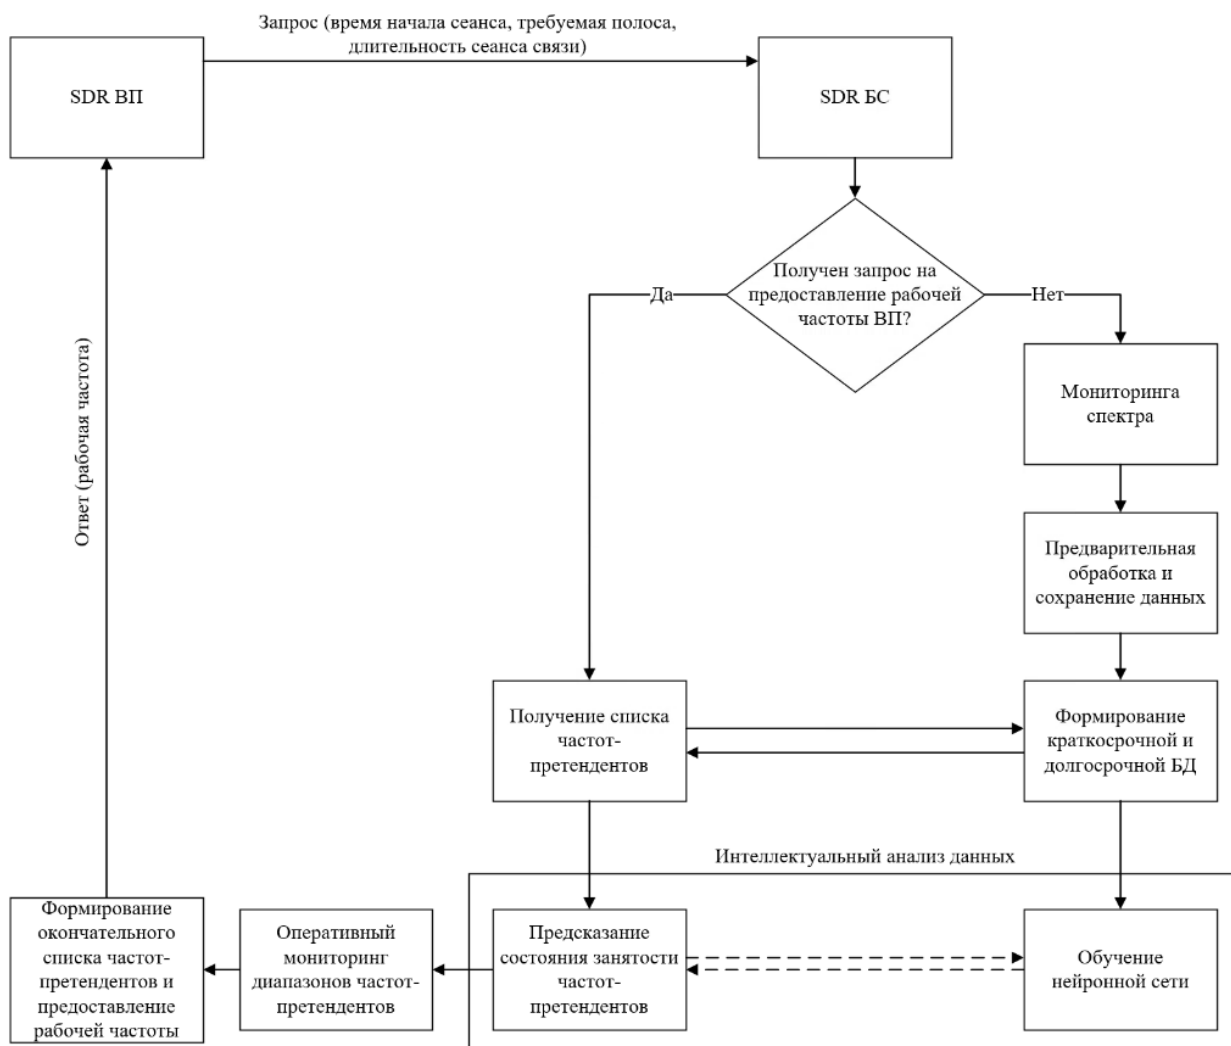 Запрос (время начала сеанса, требуемая полоса,
длительность сеанса связи)
SDR ВП
SDR БС
Получен запрос на
предоставление рабочей
частоты ВП?
Да
Нет
Ответ (рабочая частота)
Мониторинга
спектра
Предварительная
обработка и
сохранение данных
Получение списка
частот-
претендентов
Формирование
краткосрочной и
долгосрочной БД
Интеллектуальный анализ данных
Формирование
окончательного
списка частот-
претендентов и
предоставление
рабочей частоты
Оперативный
мониторинг
диапазонов частот-
претендентов
Предсказание
состояния занятости
частот-
претендентов
Обучение
нейронной сети